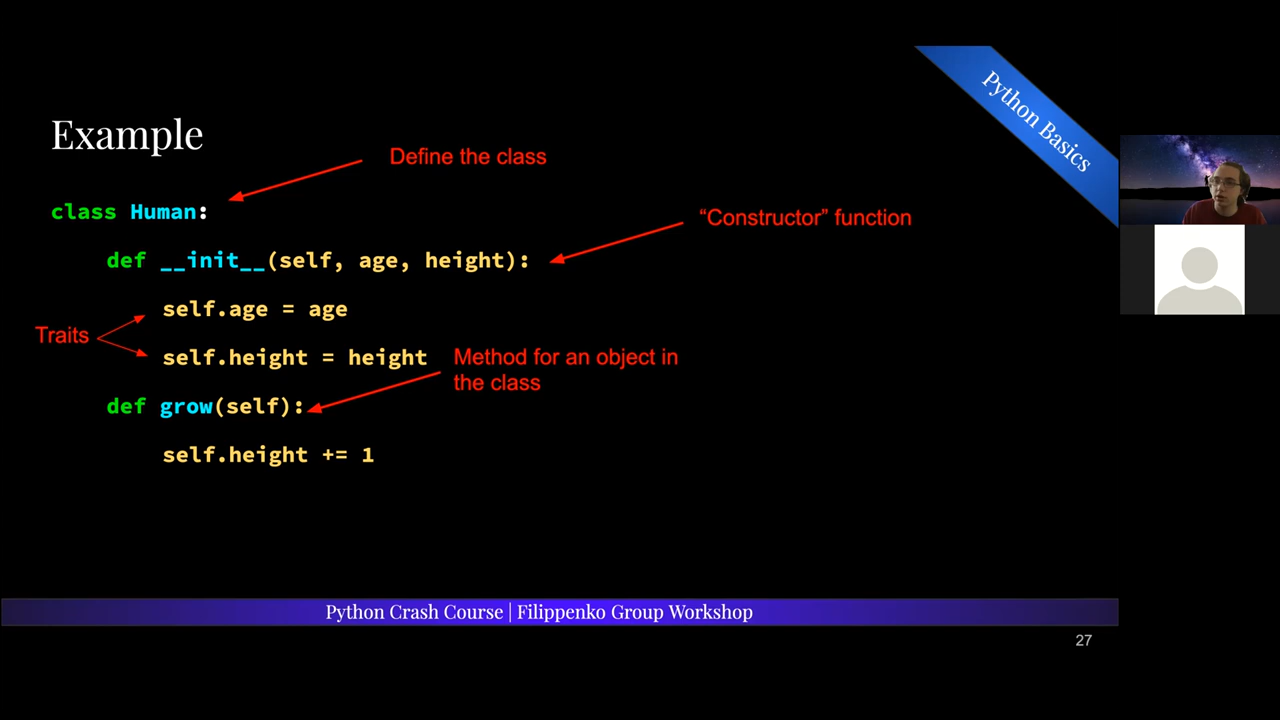 Python Basics
Example
Define the class
class Human:
“Constructor” function
def __init__(self, age, height):
self.age = age
Traits
self.height = height
Method for an object in
the class
def grow(self):
self.height += 1
Python Crash Course | Filippenko Group Workshop
27